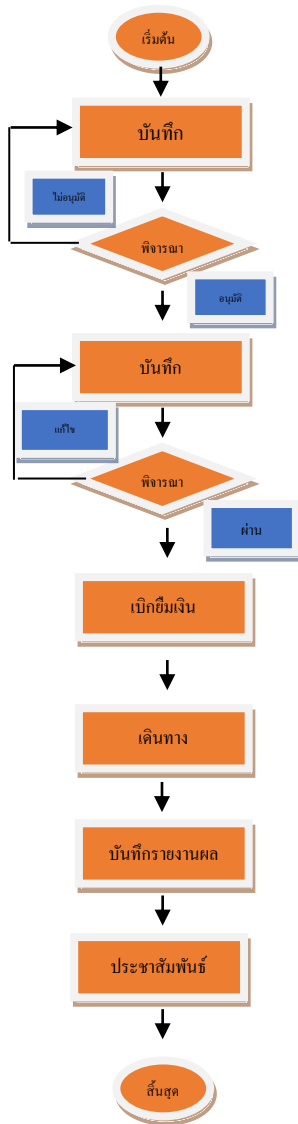 เริ่มต้น
บันทึก
ไม่อนุมัติ
พิจารณา
อนุมัติ
บันทึก
แก้ไข
พิจารณา
ผ่าน
เบิกยืมเงิน
เดินทาง
บันทึกรายงานผล
ประชาสัมพันธ์
สิ้นสุด